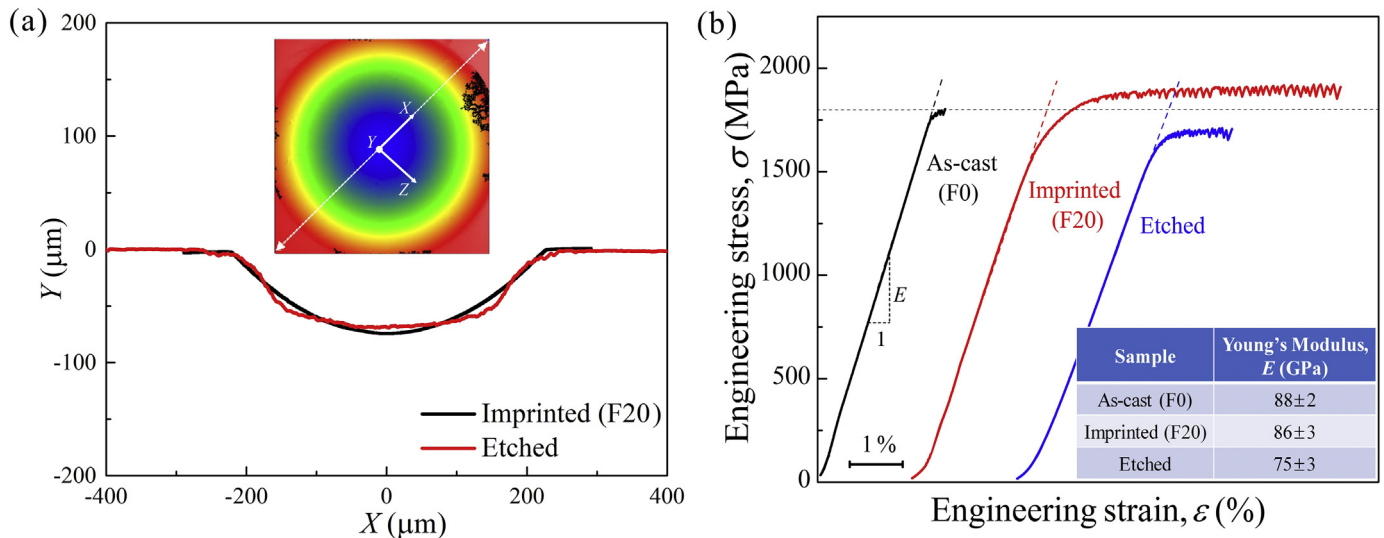 (a)
200
100
0
-100
-200
Y (μm)
X
Y
Z
Imprinted (F20)
Etched
-400
-200
0
200
400
X (μm)
(b)
2000
1500
1000
500
0
Engineering stress, σ (MPa)
As-cast
(F0)
Imprinted
(F20)
Etched
E
1
1 %
Sample
Young's Modulus,
E (GPa)
As-cast (F0)
88±2
Imprinted (F20)
86±3
Etched
75±3
Engineering strain, ε (%)